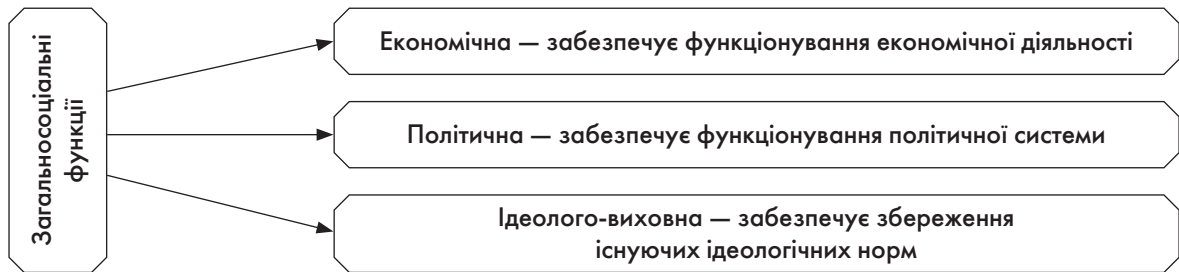 Загальносоціальні
функції
Економічна — забезпечує функціонування економічної діяльності
Політична — забезпечує функціонування політичної системи
Ідеолого-виховна — забезпечує збереження
існуючих ідеологічних норм